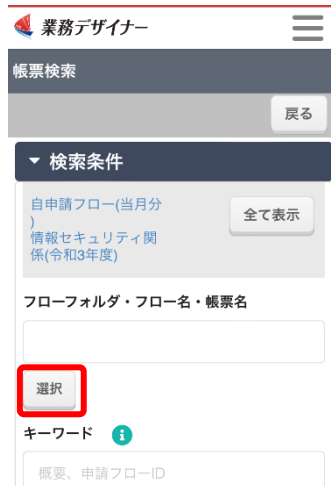 業務デザイナー
帳票検索
戻る
▼ 検索条件
自申請フロー(当月分
)
情報セキュリティ関
係(令和3年度)
全て表示
フローフォルダ・フロー名・帳票名
選択
キーワード i
概要、申請フローID